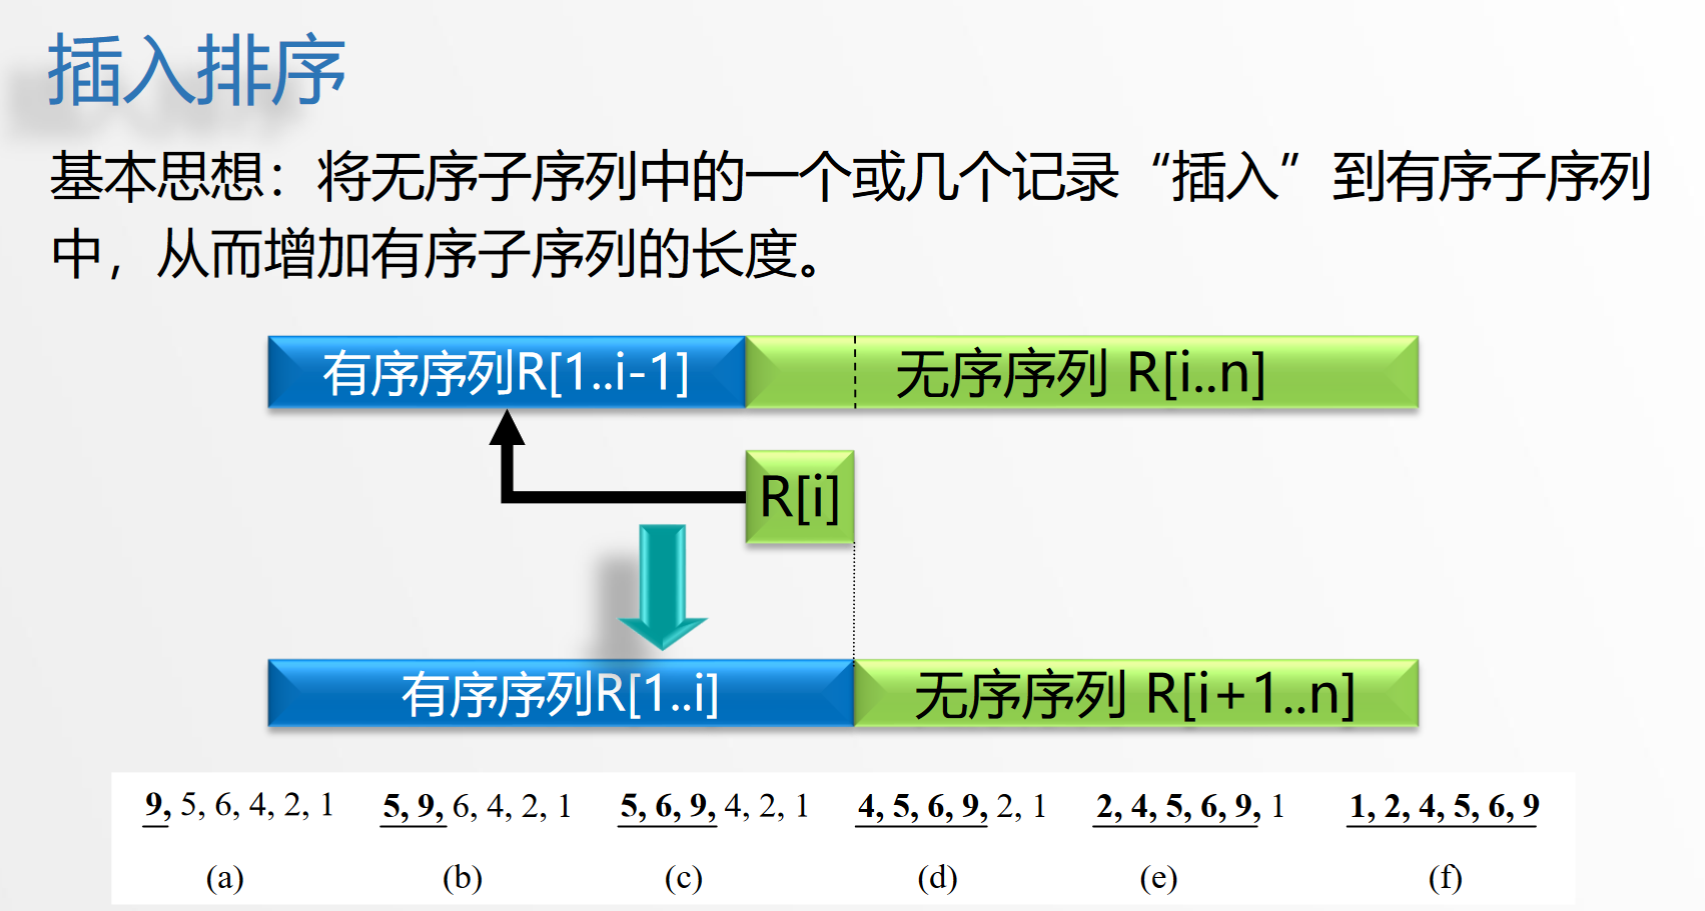 插入排序
基本思想：将无序子序列中的一个或几个记录“插入”到有序子序列
中，从而增加有序子序列的长度。
有序序列R[1..i-1]
无序序列 R[i..n]
R[i]
有序序列R[1..i]
无序序列 R[i+1..n]
9, 5, 6, 4, 2, 1
5, 9, 6, 4, 2, 1
5, 6, 9, 4, 2, 1
4, 5, 6, 9, 2, 1
2, 4, 5, 6, 9, 1
1, 2, 4, 5, 6, 9
(a)
(b)
(c)
(d)
(e)
(f)